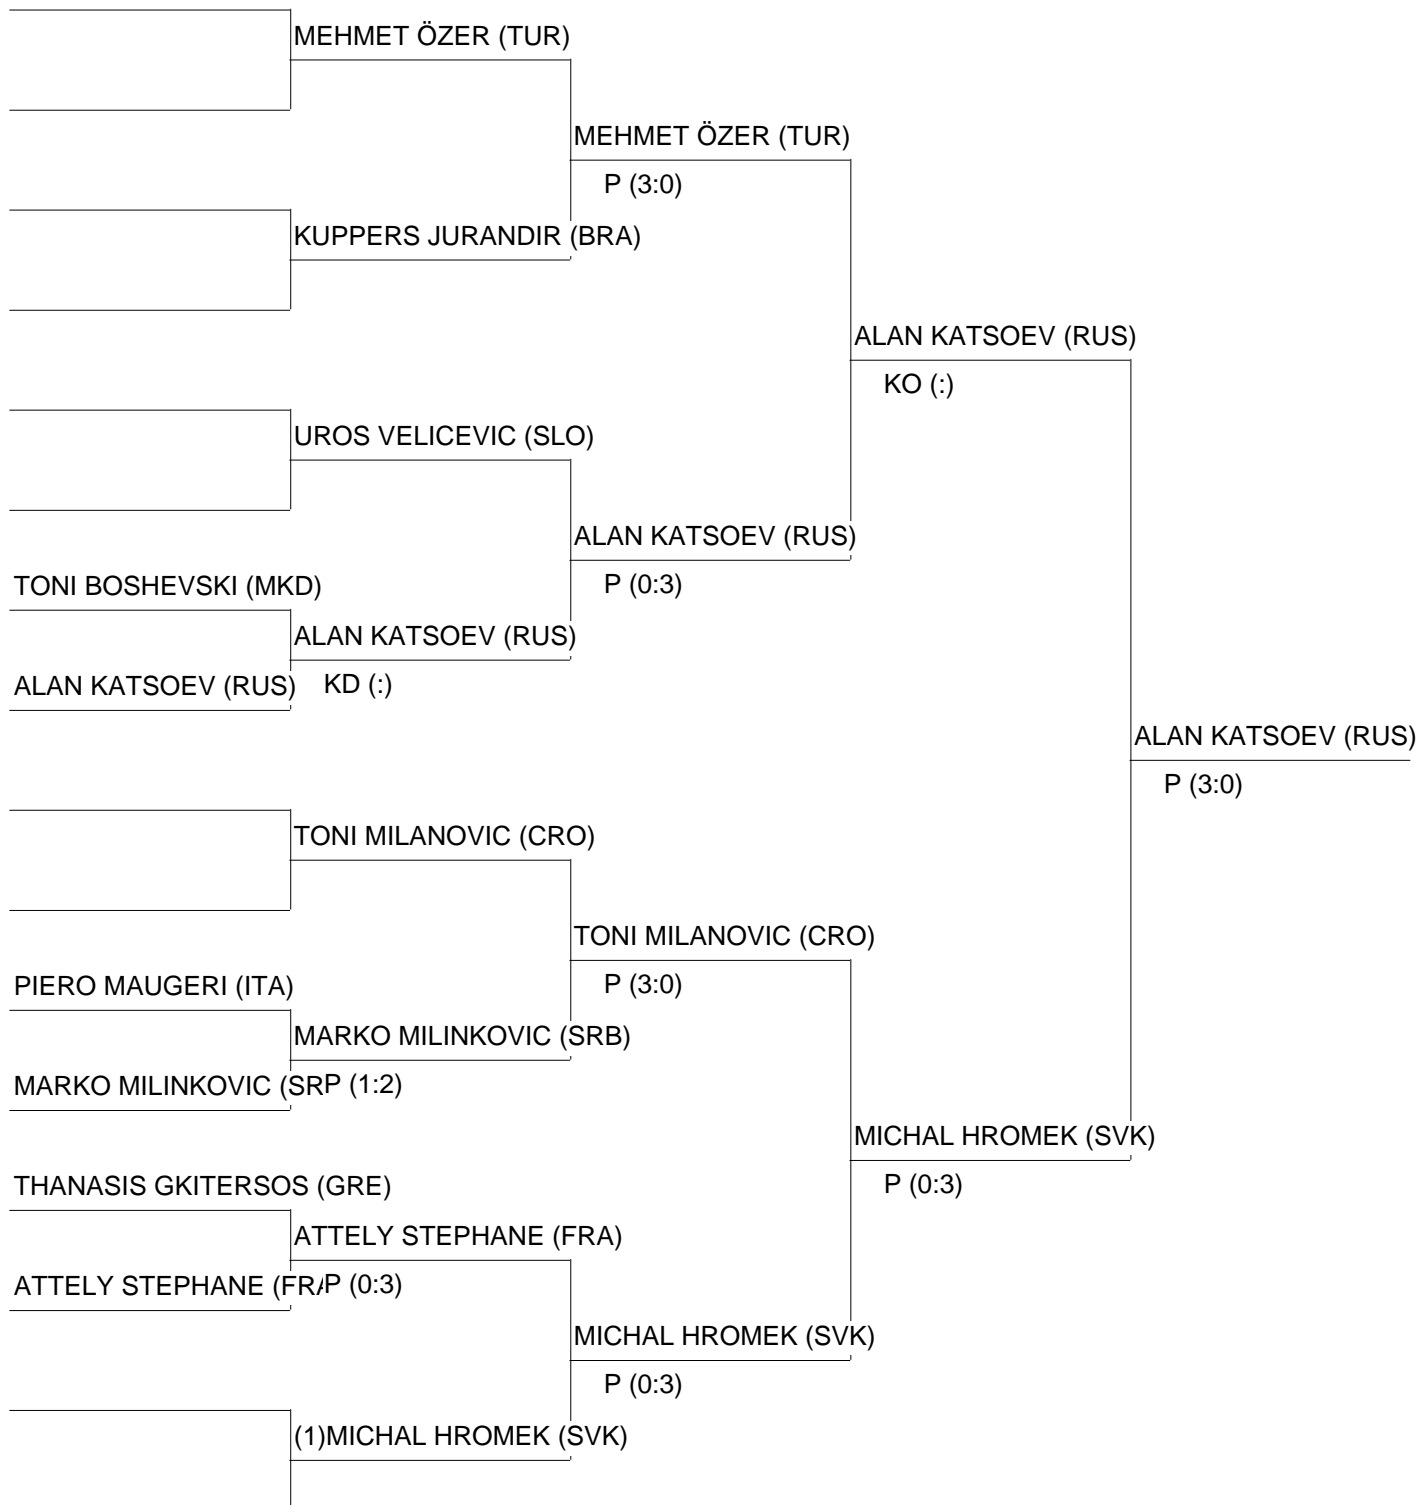 MEHMET ÖZER (TUR)
MEHMET ÖZER (TUR)
P (3:0)
KUPPERS JURANDIR (BRA)
ALAN KATSOEV (RUS)
KO (:)
UROS VELICEVIC (SLO)
ALAN KATSOEV (RUS)
P (0:3)
TONI BOSHEVSKI (MKD)
ALAN KATSOEV (RUS)
KD (:)
ALAN KATSOEV (RUS)
ALAN KATSOEV (RUS)
P (3:0)
TONI MILANOVIC (CRO)
TONI MILANOVIC (CRO)
P (3:0)
PIERO MAUGERI (ITA)
MARKO MILINKOVIC (SRB)
MARKO MILINKOVIC (SR
P (1:2)
MICHAL HROMEK (SVK)
P (0:3)
THANASIS GKITERSOS (GRE)
ATTELY STEPHANE (FRA)
ATTELY STEPHANE (FRA
P (0:3)
MICHAL HROMEK (SVK)
P (0:3)
(1)MICHAL HROMEK (SVK)